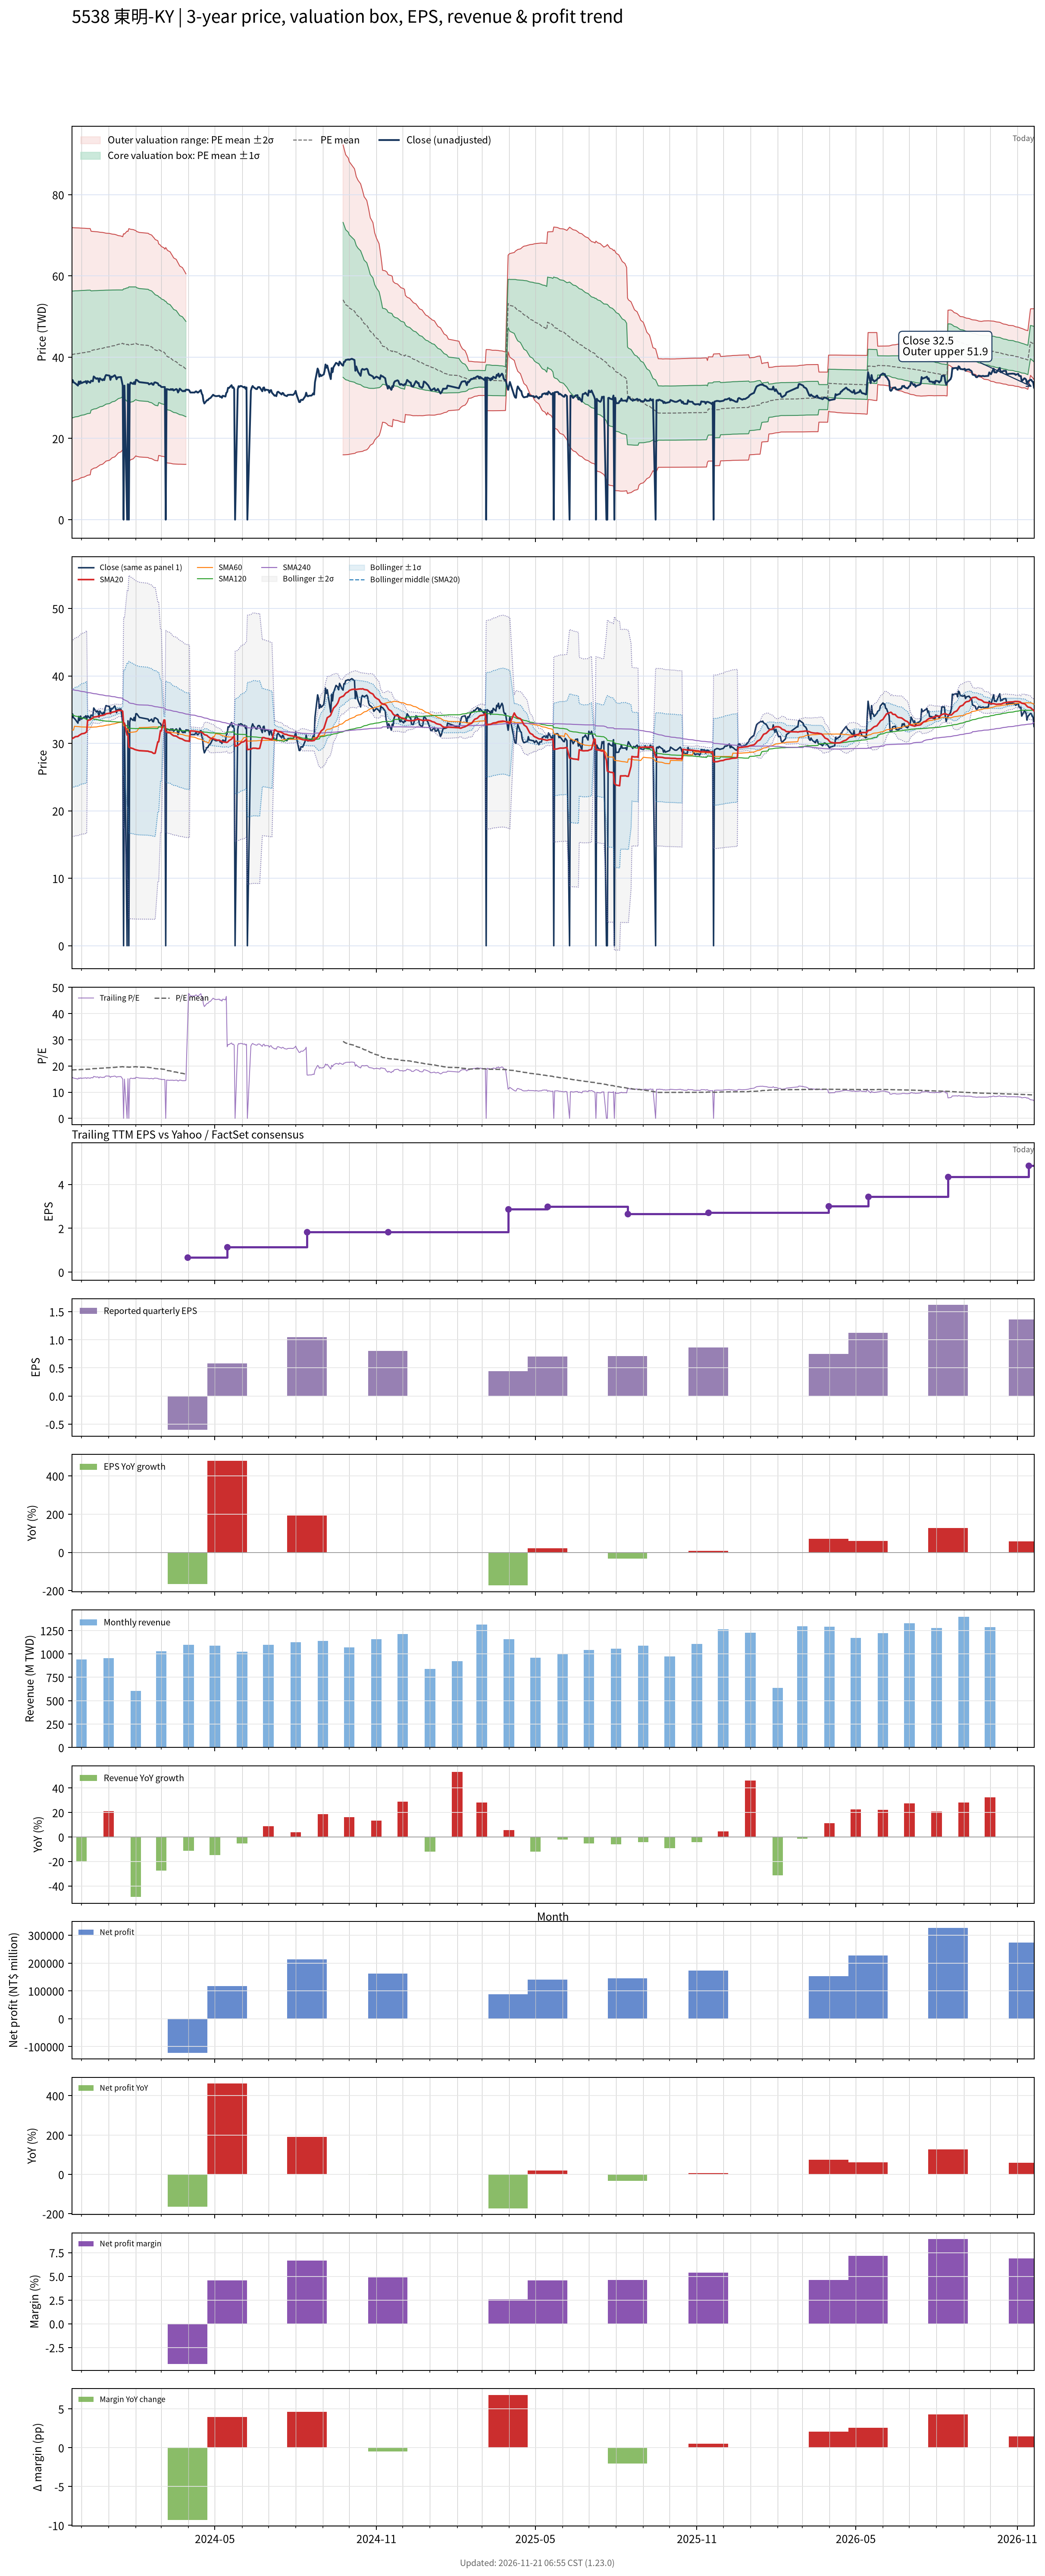 5538 東明-KY | 3-year price, valuation box, EPS, revenue & profit trend
Outer valuation range: PE mean ±2σ
Core valuation box: PE mean ±1σ
PE mean
Close (unadjusted)
Today
Close 32.5
Outer upper 51.9
Price (TWD)
80
60
40
20
0
Close (same as panel 1)
SMA20
SMA60
SMA120
SMA240
Bollinger ±2σ
Bollinger ±1σ
Bollinger middle (SMA20)
Price
50
40
30
20
10
0
Trailing P/E
P/E mean
P/E
50
40
30
20
10
0
Trailing TTM EPS vs Yahoo / FactSet consensus
Today
EPS
4
2
0
Reported quarterly EPS
EPS
1.5
1.0
0.5
0.0
-0.5
EPS YoY growth
YoY (%)
400
200
0
-200
Monthly revenue
Revenue (M TWD)
1250
1000
750
500
250
0
Revenue YoY growth
YoY (%)
40
20
0
-20
-40
Month
Net profit
Net profit (NT$ million)
300000
200000
100000
0
-100000
Net profit YoY
YoY (%)
400
200
0
-200
Net profit margin
Margin (%)
7.5
5.0
2.5
0.0
-2.5
Margin YoY change
Δ margin (pp)
5
0
-5
-10
2024-05
2024-11
2025-05
2025-11
2026-05
2026-11
Updated: 2026-11-21 06:55 CST (1.23.0)